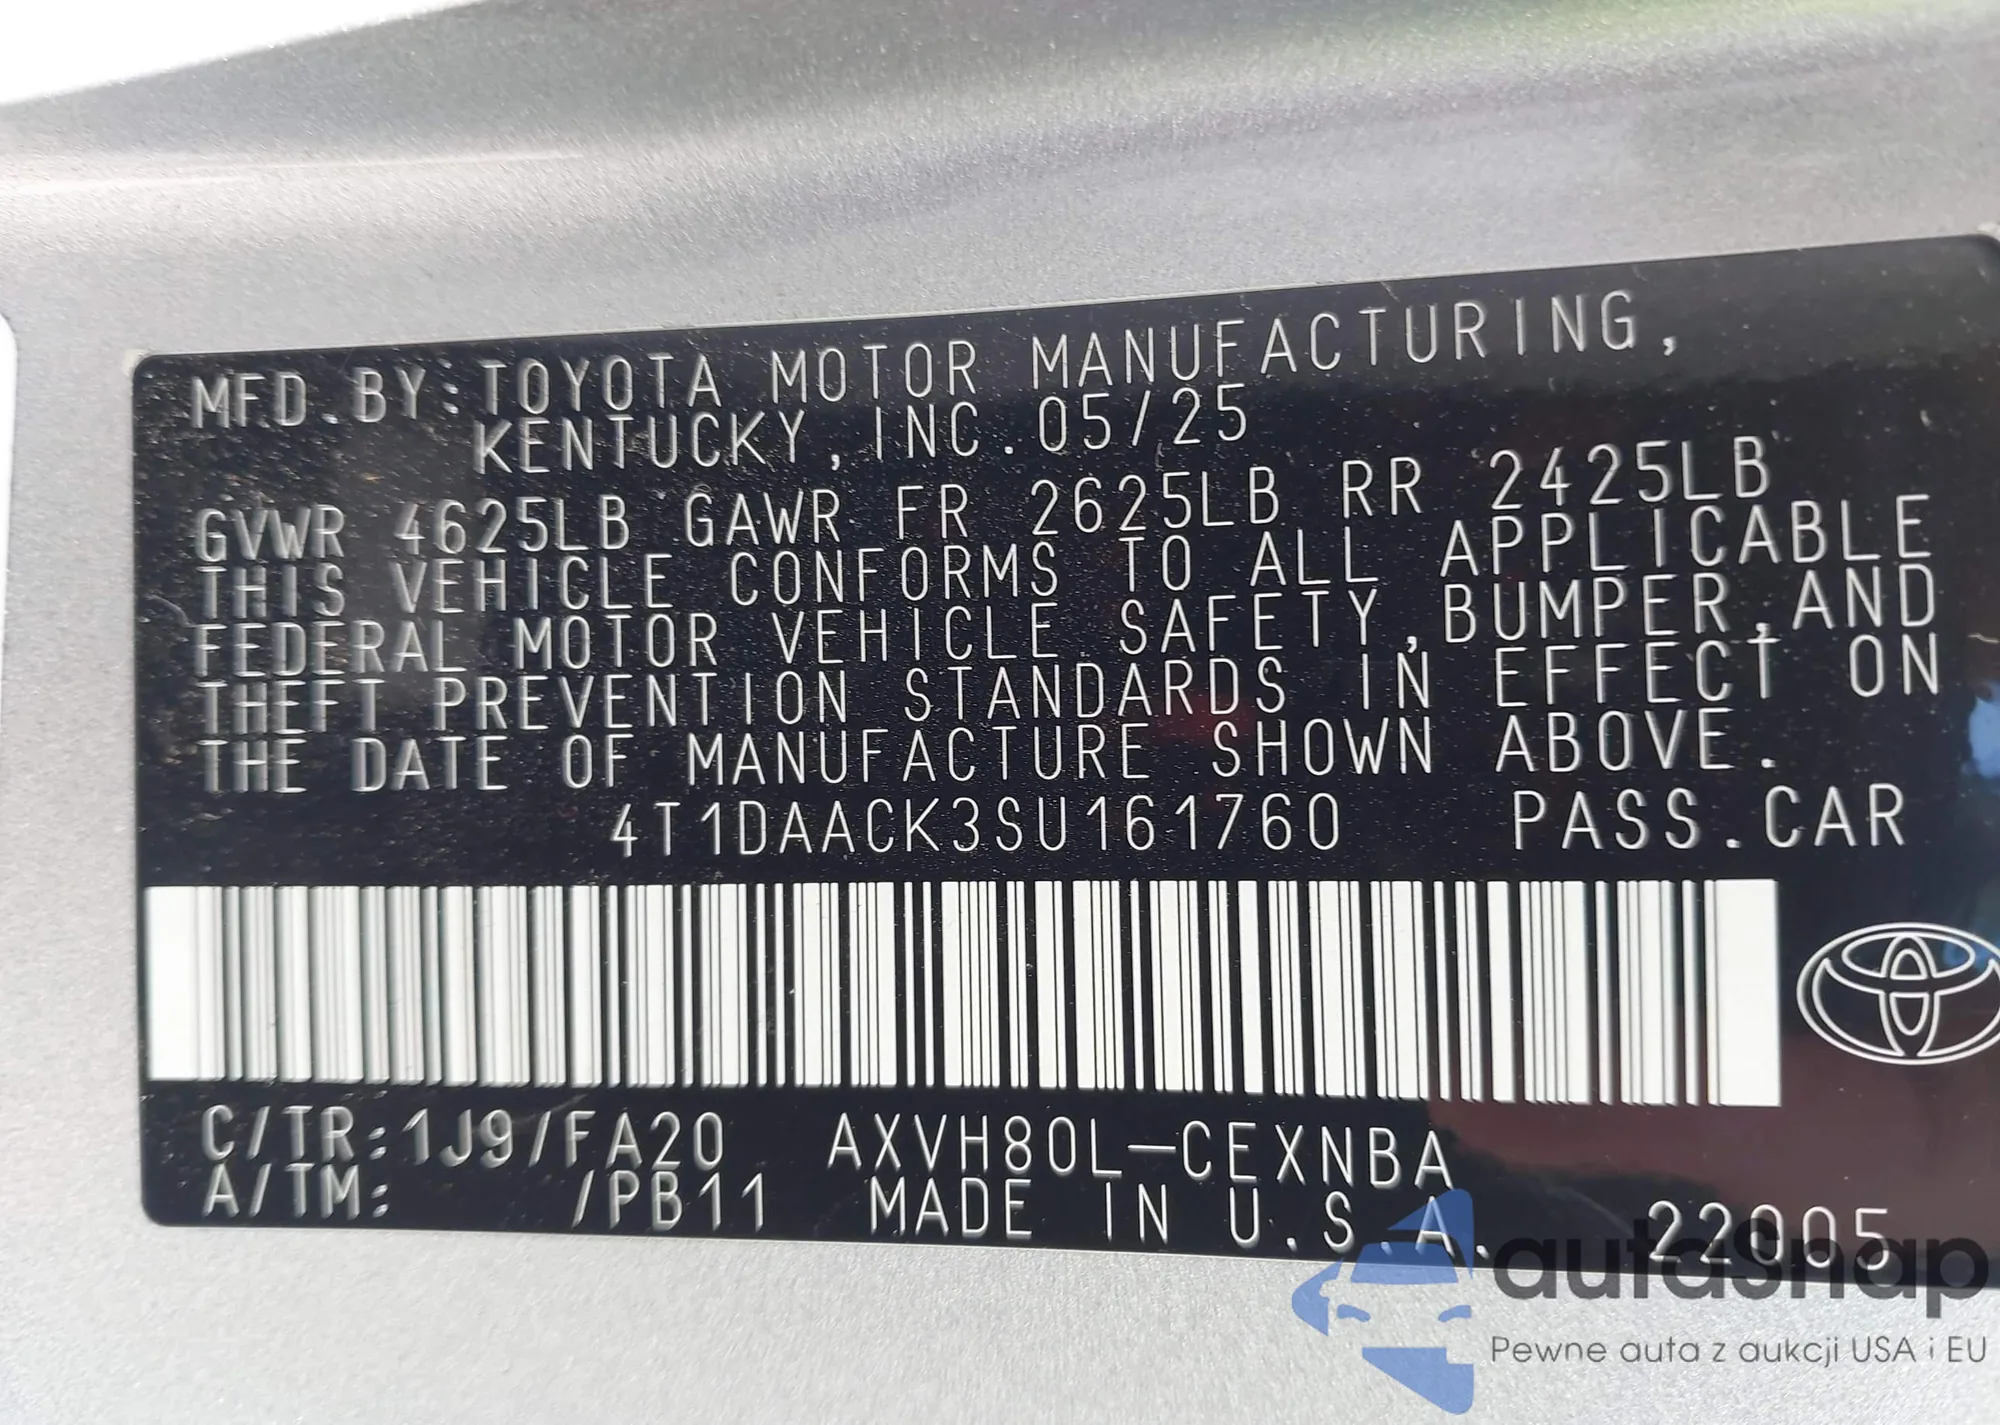 MFD.BY:TOYOTA MOTOR MANUFACTURING,
KENTUCKY,INC.05/25
GVWR 4625LB GAWR FR 2625LB RR 2425LB
THIS VEHICLE CONFORMS TO ALL APPLICABLE
FEDERAL MOTOR VEHICLE SAFETY,BUMPER,AND
THEFT PREVENTION STANDARDS IN EFFECT ON
THE DATE OF MANUFACTURE SHOWN ABOVE.
4T1DAACK3SU161760 PASS.CAR
C/TR:1J9/FA20 AXVH80L-CEXNBA
A/TM: /PB11 MADE IN U.S.A. 22005
autosnap
Pewne auta z aukcji USA i EU